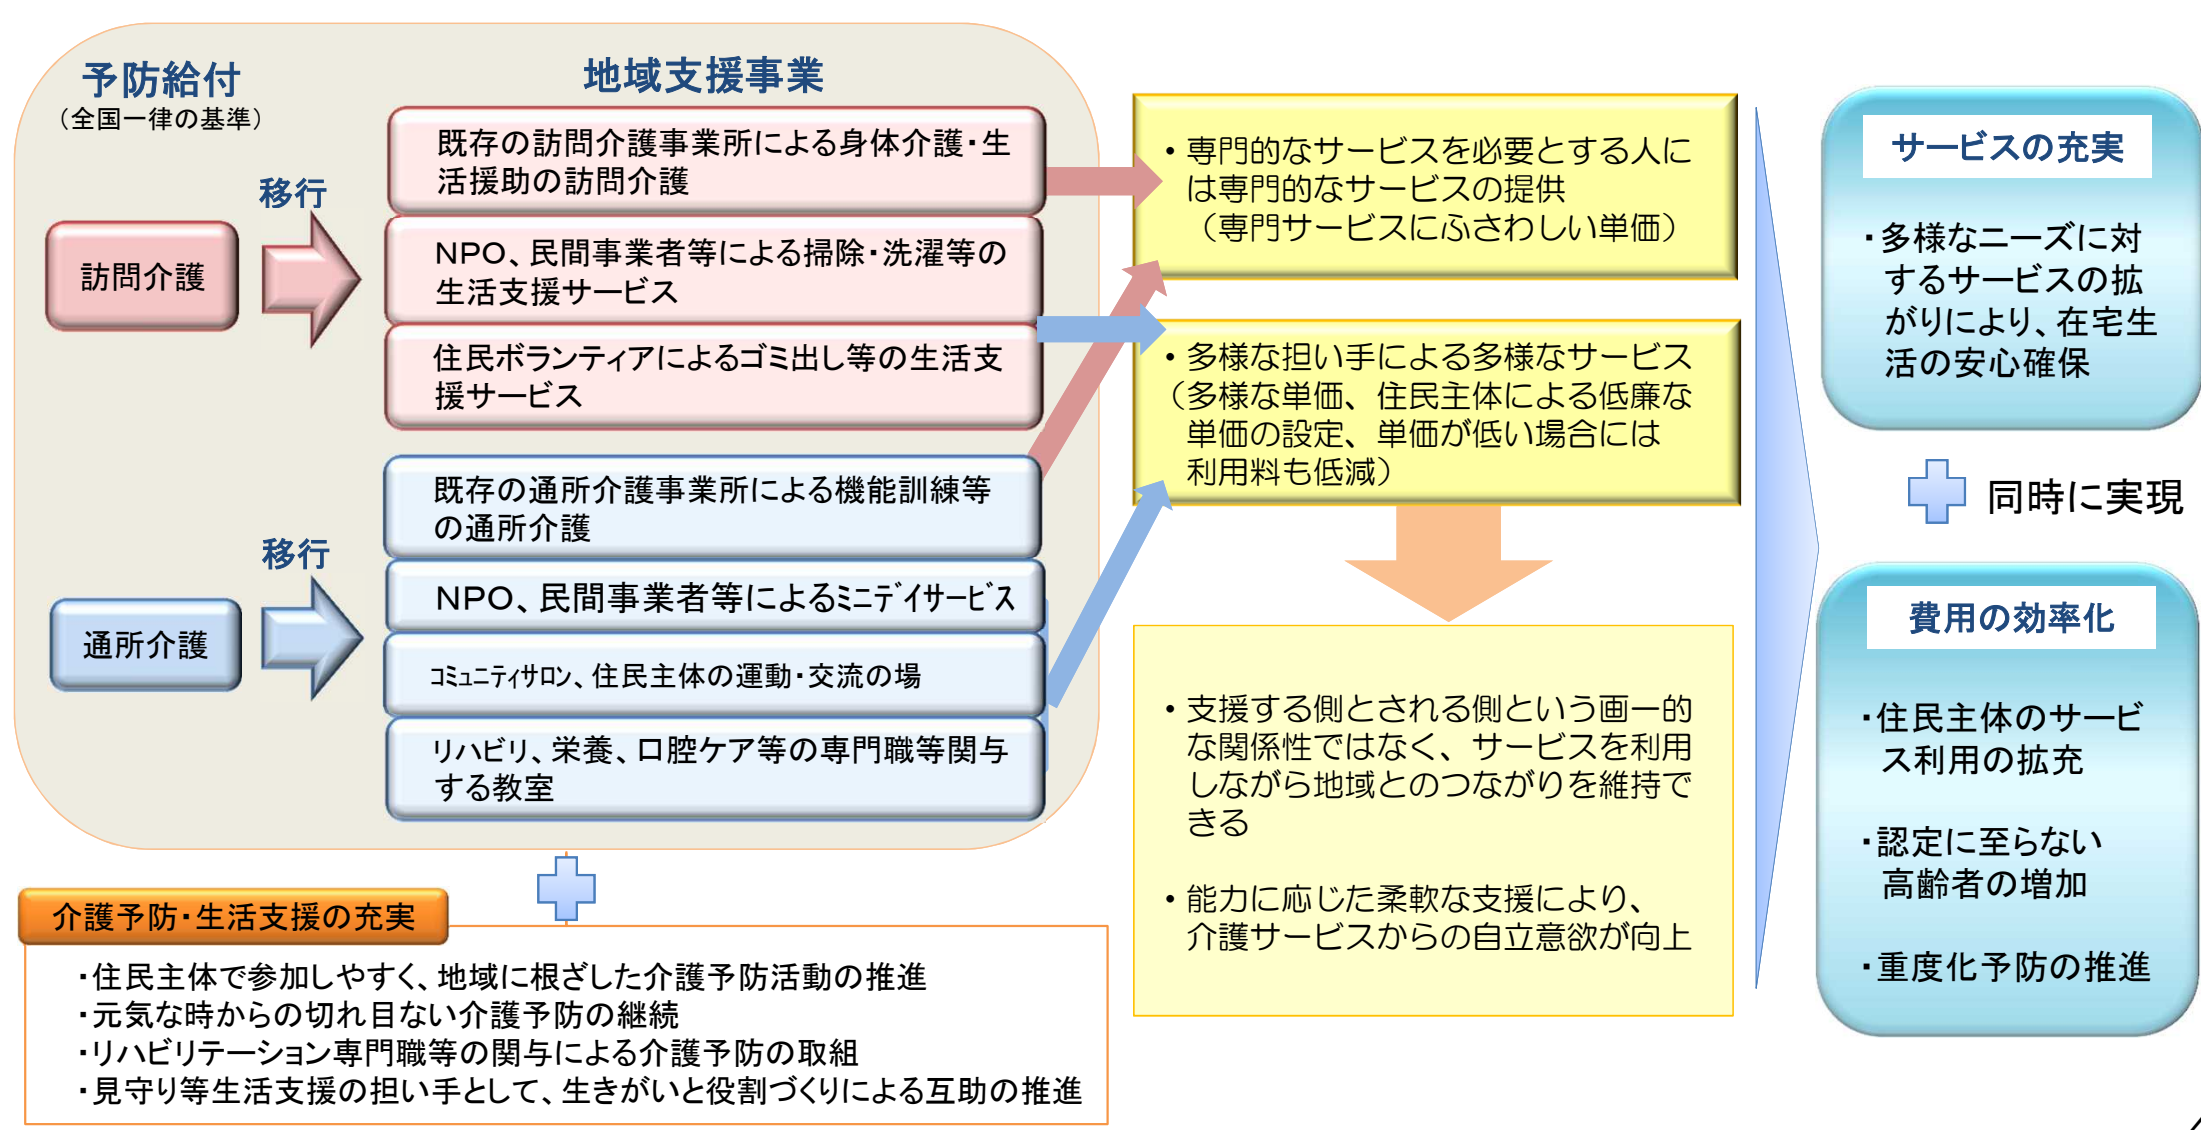 予防給付
（全国一律の基準）
地域支援事業
移行
訪問介護
既存の訪問介護事業所による身体介護・生
活援助の訪問介護
NPO、民間事業者等による掃除・洗濯等の
生活支援サービス
住民ボランティアによるゴミ出し等の生活支
援サービス
移行
通所介護
既存の通所介護事業所による機能訓練等
の通所介護
NPO、民間事業者等によるﾐﾆﾃﾞｲｻｰﾋﾞｽ
ｺﾐｭﾆﾃｨｻﾛﾝ、住民主体の運動・交流の場
リハビリ、栄養、口腔ケア等の専門職等関与
する教室
介護予防・生活支援の充実
・住民主体で参加しやすく、地域に根ざした介護予防活動の推進
・元気な時からの切れ目ない介護予防の継続
・リハビリテーション専門職等の関与による介護予防の取組
・見守り等生活支援の担い手として、生きがいと役割づくりによる互助の推進
・専門的なサービスを必要とする人に
は専門的なサービスの提供
（専門サービスにふさわしい単価）
・多様な担い手による多様なサービス
（多様な単価、住民主体による低廉な
単価の設定、単価が低い場合には
利用料も低減）
・支援する側とされる側という画一的
な関係性ではなく、サービスを利用
しながら地域とのつながりを維持で
きる
・能力に応じた柔軟な支援により、
介護サービスからの自立意欲が向上
サービスの充実
・多様なニーズに対
するサービスの拡
がりにより、在宅生
活の安心確保
同時に実現
費用の効率化
・住民主体のサービ
ス利用の拡充
・認定に至らない
高齢者の増加
・重度化予防の推進